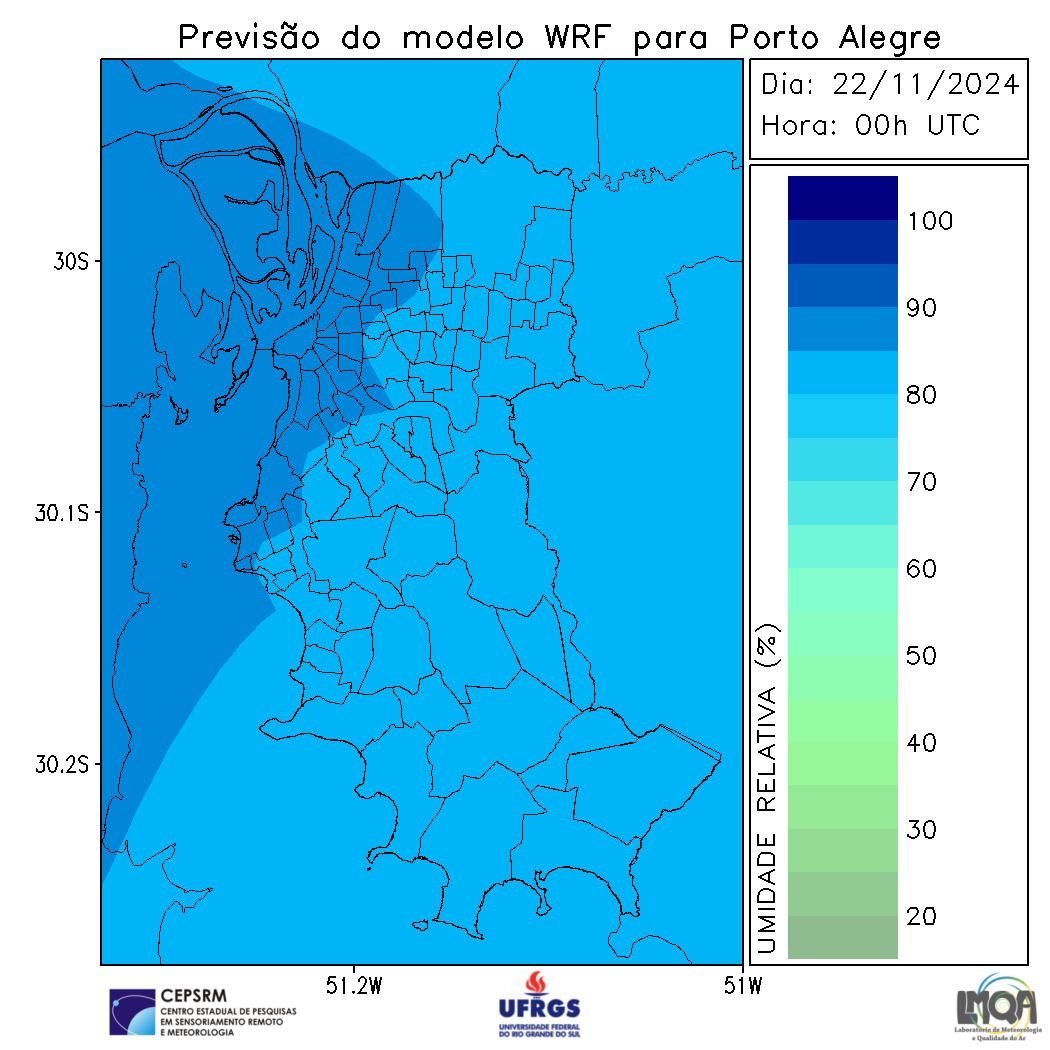 Previsão do modelo WRF para Porto Alegre
Dia: 22/11/2024
Hora: 00h UTC
30S
30.1S
30.2S
51.2W
51W
UMIDADE RELATIVA (%)
100
90
80
70
60
50
40
30
20
CEPSRM
CENTRO ESTADUAL DE PESQUISAS
EM SENSORIAMENTO REMOTO
E METEOROLOGIA
UFRGS
UNIVERSIDADE FEDERAL
DO RIO GRANDE DO SUL
LMQA
Laboratório de Meteorologia
e Qualidade do Ar